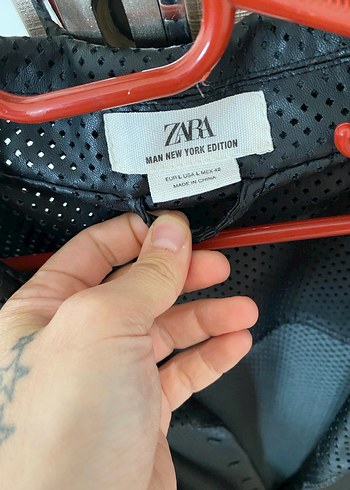 ZARA
MAN NEW YORK EDITION
EUR L USA L MEX 42
MADE IN CHINA